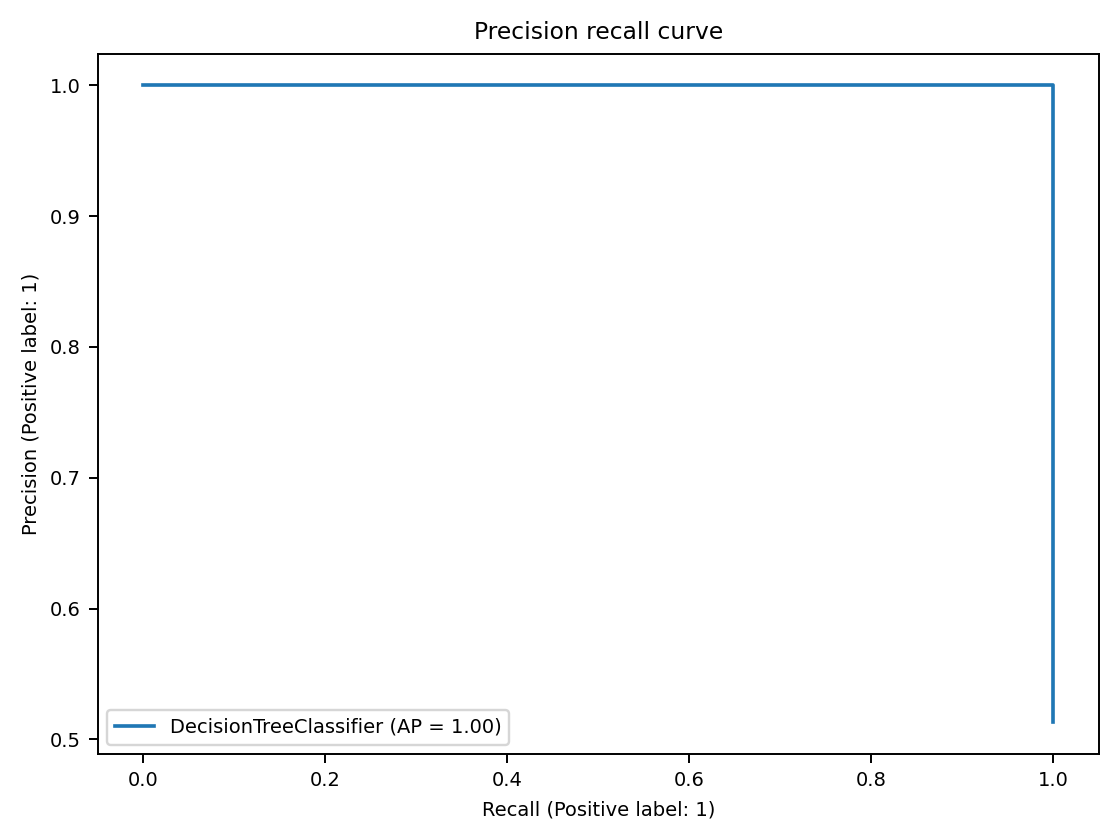 Precision recall curve
1.0
0.9
0.8
0.7
0.6
0.5
Precision (Positive label: 1)
DecisionTreeClassifier (AP = 1.00)
0.0 0.2 0.4 0.6 0.8 1.0
Recall (Positive label: 1)